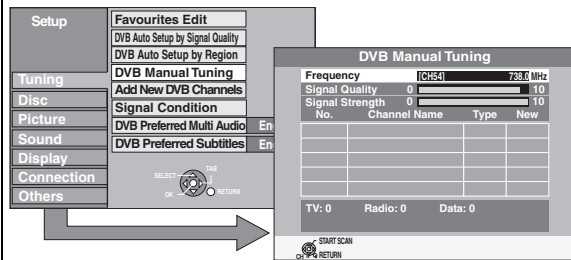 Setup
Tuning
Disc
Picture
Sound
Display
Connection
Others
Favourites Edit
DVB Auto Setup by Signal Quality
DVB Auto Setup by Region
DVB Manual Tuning
Add New DVB Channels
Signal Condition
DVB Preferred Multi Audio En
DVB Preferred Subtitles En
TAB
SELECT
OK
RETURN
DVB Manual Tuning
Frequency [CH54] 738.0 MHz
Signal Quality 0 10
Signal Strength 0 10
No. Channel Name Type New
TV: 0 Radio: 0 Data: 0
START SCAN
CH
RETURN